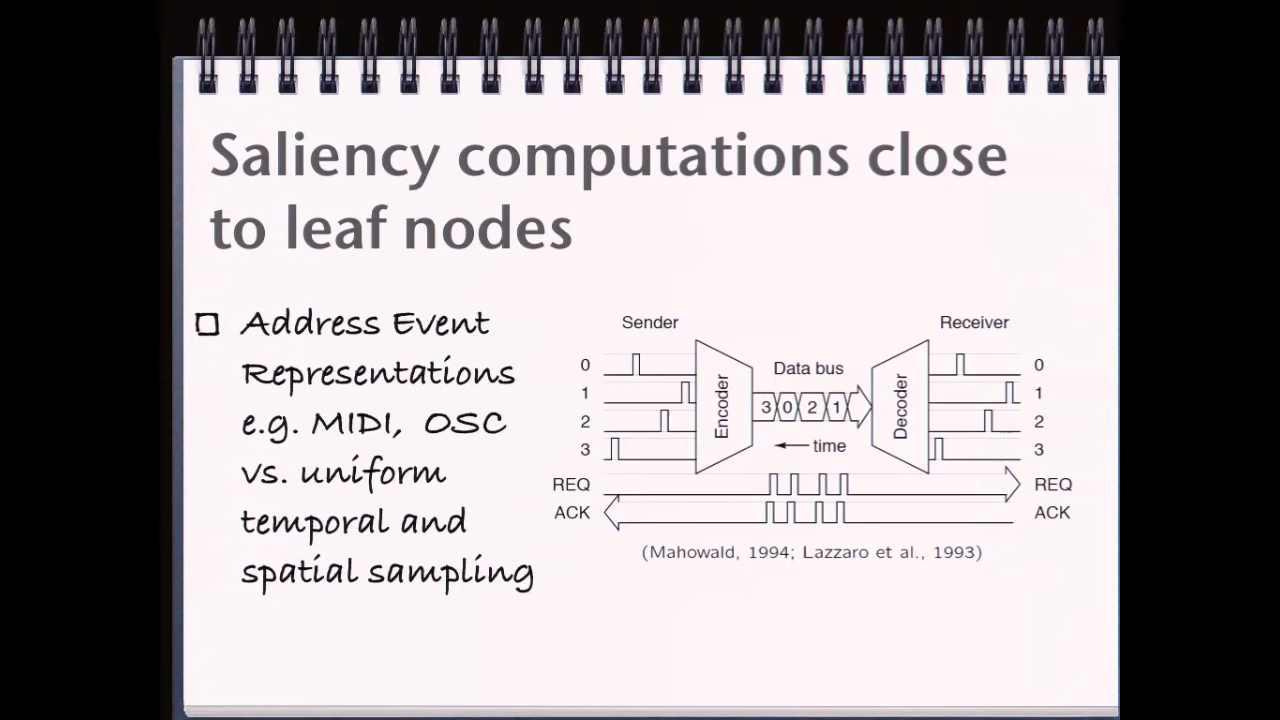 Saliency computations close
to leaf nodes
Address Event
Representations
e.g. MIDI, OSC
vs. uniform
temporal and
spatial sampling
Sender
Receiver
0
1
2
3
Encoder
Data bus
3 0 2 1
time
Decoder
0
1
2
3
REQ
REQ
ACK
ACK
(Mahowald, 1994; Lazzaro et al., 1993)